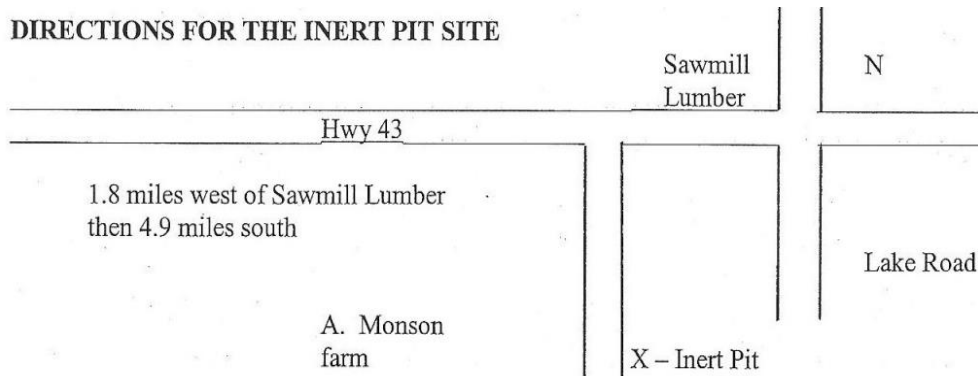 DIRECTIONS FOR THE INERT PIT SITE
Sawmill
Lumber
N
Hwy 43
1.8 miles west of Sawmill Lumber
then 4.9 miles south
Lake Road
A. Monson
farm
X – Inert Pit